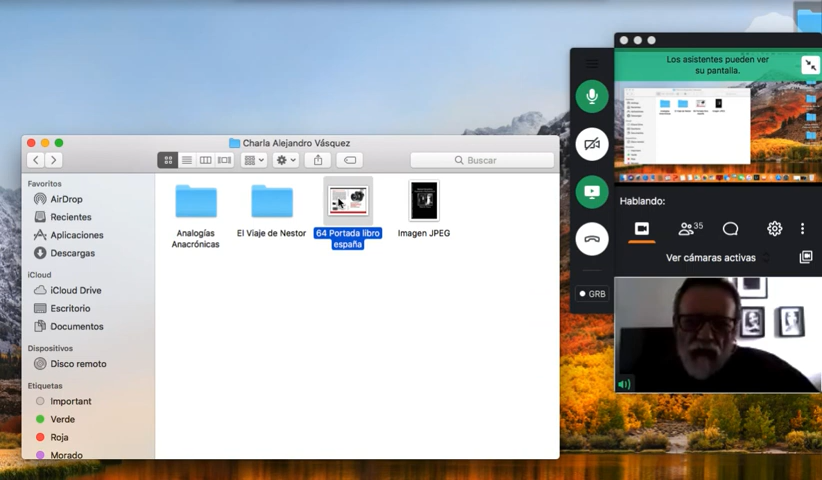 Charla Alejandro Vásquez
Buscar
Favoritos
AirDrop
Recientes
Aplicaciones
Descargas
iCloud
iCloud Drive
Escritorio
Documentos
Dispositivos
Disco remoto
Etiquetas
Important
Verde
Roja
Morado
Analogías
Anacrónicas
El Viaje de Nestor
64 Portada libro
españa
Imagen JPEG
GRB
Los asistentes pueden ver
su pantalla.
Hablando:
35
Ver cámaras activas